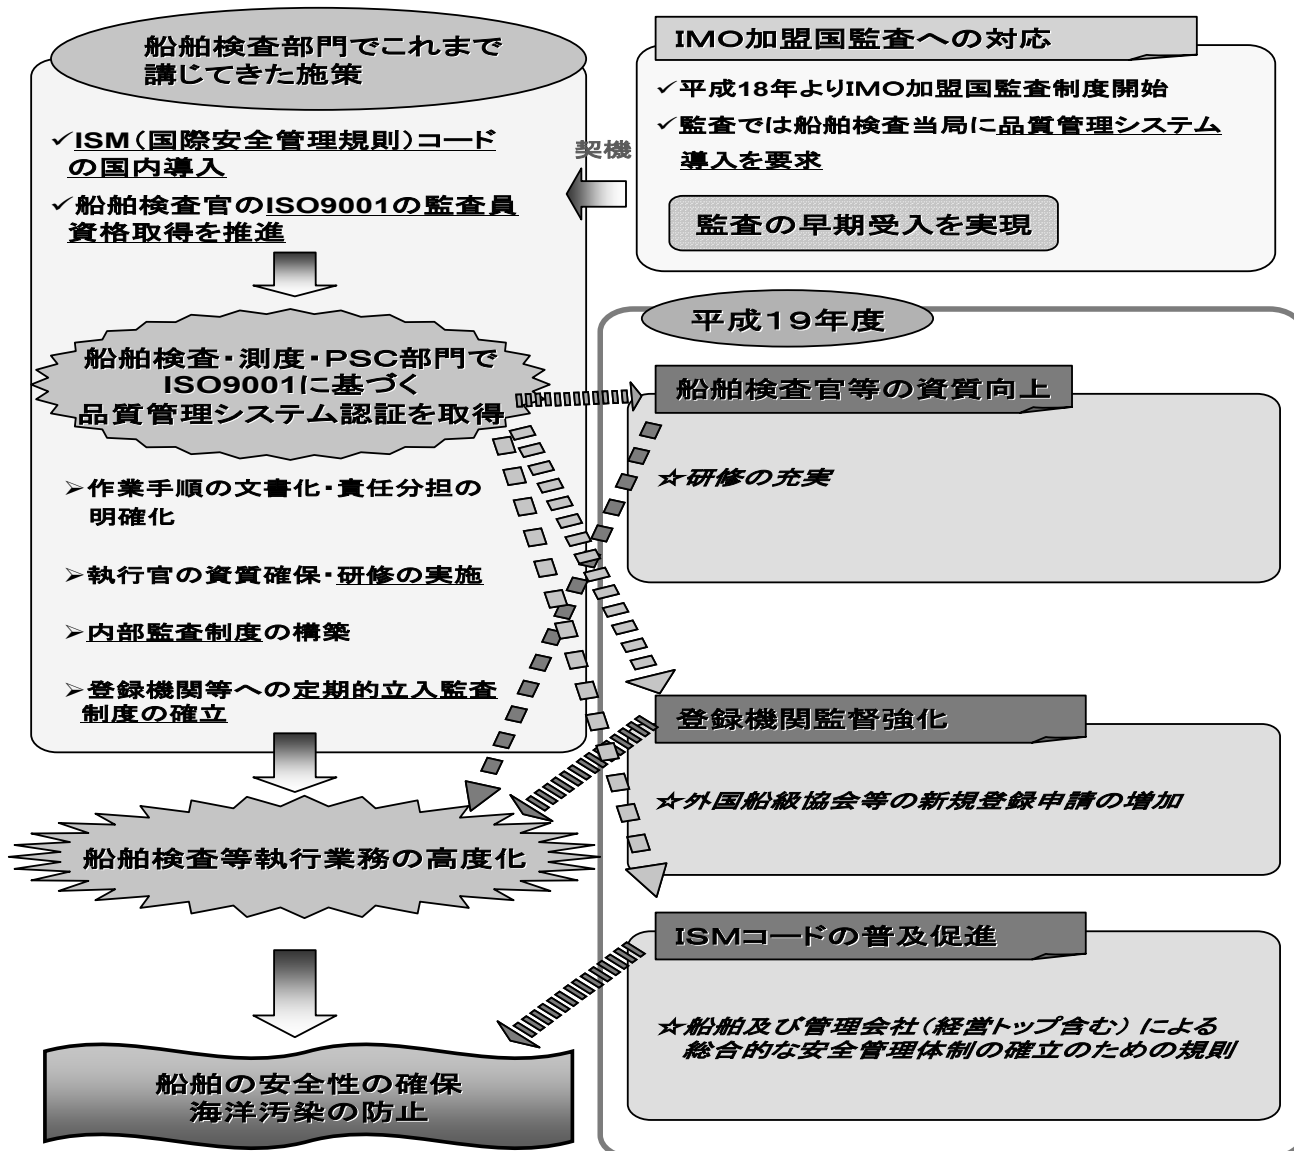 船舶検査部門でこれまで
講じてきた施策
✓ISM（国際安全管理規則）コード
の国内導入
✓船舶検査官のISO9001の監査員
資格取得を推進
契機
IMO加盟国監査への対応
✓平成18年よりIMO加盟国監査制度開始
✓監査では船舶検査当局に品質管理システム
導入を要求
監査の早期受入を実現
船舶検査・測度・PSC部門で
ISO9001に基づく
品質管理システム認証を取得
➢作業手順の文書化・責任分担の
明確化
➢執行官の資質確保・研修の実施
➢内部監査制度の構築
➢登録機関等への定期的立入監査
制度の確立
船舶検査等執行業務の高度化
船舶の安全性の確保
海洋汚染の防止
平成19年度
船舶検査官等の資質向上
☆研修の充実
登録機関監督強化
☆外国船級協会等の新規登録申請の増加
ISMコードの普及促進
☆船舶及び管理会社（経営トップ含む）による
総合的な安全管理体制の確立のための規則